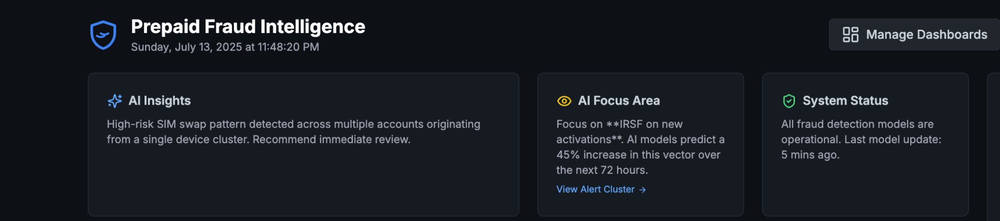 Prepaid Fraud Intelligence
Sunday, July 13, 2025 at 11:48:20 PM
Manage Dashboards
AI Insights
High-risk SIM swap pattern detected across multiple accounts originating
from a single device cluster. Recommend immediate review.
AI Focus Area
Focus on **IRSF on new
activations**. AI models predict a
45% increase in this vector over
the next 72 hours.
View Alert Cluster →
System Status
All fraud detection models are
operational. Last model update:
5 mins ago.